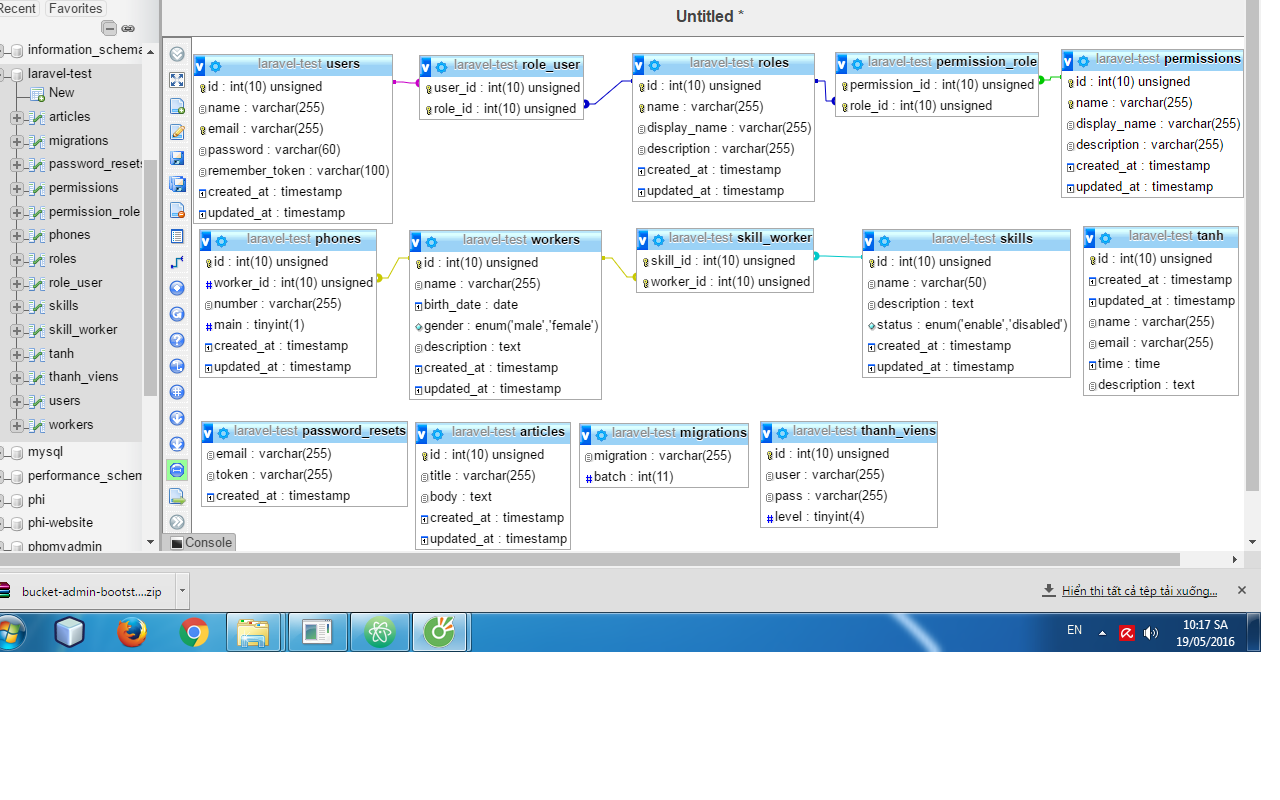 Recent Favorites
information_schema
laravel-test
New
articles
migrations
password_resets
permissions
permission_role
phones
roles
role_user
skills
skill_worker
tanh
thanh_viens
users
workers
mysql
performance_schem
phi
phi-website
phpmyadmin
Untitled *
laravel-test users
id : int(10) unsigned
name : varchar(255)
email : varchar(255)
password : varchar(60)
remember_token : varchar(100)
created_at : timestamp
updated_at : timestamp
laravel-test role_user
user_id : int(10) unsigned
role_id : int(10) unsigned
laravel-test roles
id : int(10) unsigned
name : varchar(255)
display_name : varchar(255)
description : varchar(255)
created_at : timestamp
updated_at : timestamp
laravel-test permission_role
permission_id : int(10) unsigned
role_id : int(10) unsigned
laravel-test permissions
id : int(10) unsigned
name : varchar(255)
display_name : varchar(255)
description : varchar(255)
created_at : timestamp
updated_at : timestamp
laravel-test phones
id : int(10) unsigned
worker_id : int(10) unsigned
number : varchar(255)
main : tinyint(1)
created_at : timestamp
updated_at : timestamp
laravel-test workers
id : int(10) unsigned
name : varchar(255)
birth_date : date
gender : enum('male','female')
description : text
created_at : timestamp
updated_at : timestamp
laravel-test skill_worker
skill_id : int(10) unsigned
worker_id : int(10) unsigned
laravel-test skills
id : int(10) unsigned
name : varchar(50)
description : text
status : enum('enable','disabled')
created_at : timestamp
updated_at : timestamp
laravel-test tanh
id : int(10) unsigned
created_at : timestamp
updated_at : timestamp
name : varchar(255)
email : varchar(255)
time : time
description : text
laravel-test password_resets
email : varchar(255)
token : varchar(255)
created_at : timestamp
laravel-test articles
id : int(10) unsigned
title : varchar(255)
body : text
created_at : timestamp
updated_at : timestamp
laravel-test migrations
migration : varchar(255)
batch : int(11)
laravel-test thanh_viens
id : int(10) unsigned
user : varchar(255)
pass : varchar(255)
level : tinyint(4)
Console
bucket-admin-bootst....zip
Hiển thị tất cả tệp tải xuống...
EN
10:17 SA
19/05/2016